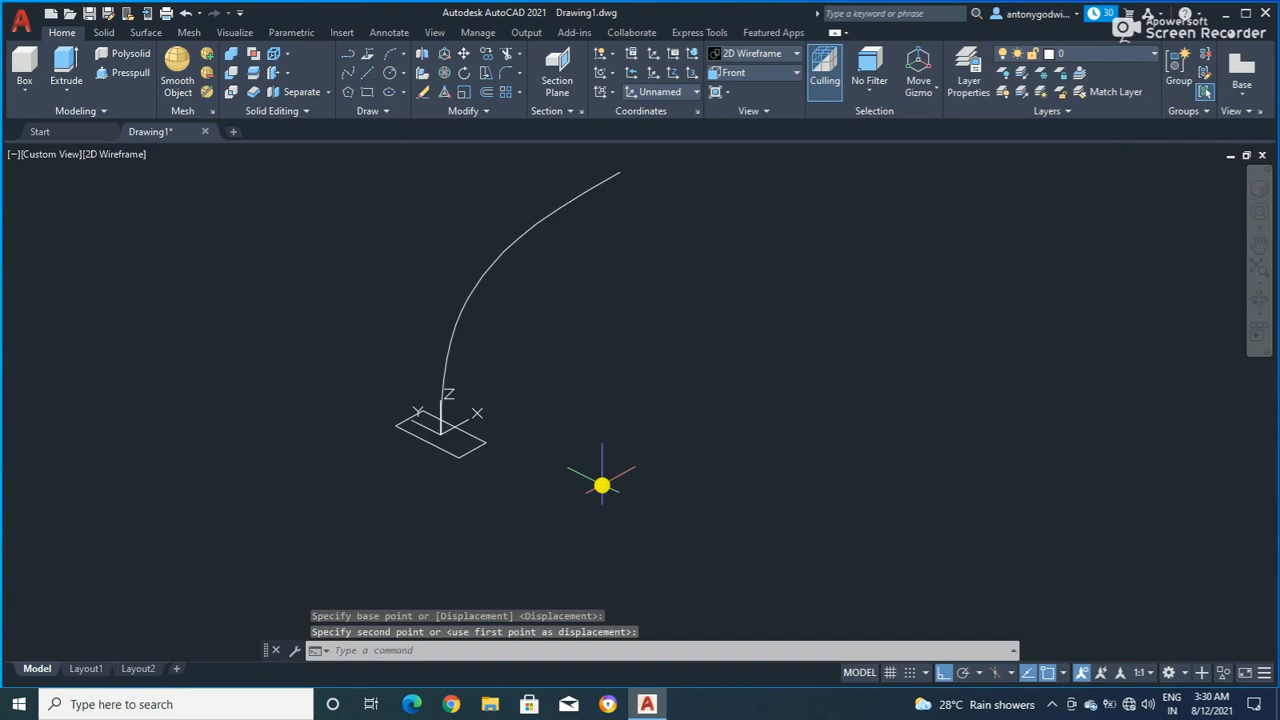 Autodesk AutoCAD 2021 Drawing1.dwg
Type a keyword or phrase
antonygodwi...
30
Apowersoft
Screen Recorder
Home Solid Surface Mesh Visualize Parametric Insert Annotate View Manage Output Add-ins Collaborate Express Tools Featured Apps
Box
Extrude
Polysolid
Presspull
Modeling
Smooth
Object
Mesh
Separate
Solid Editing
Draw
Modify
Section
Plane
Section
Unnamed
Coordinates
2D Wireframe
Front
View
Culling
No Filter
Move
Gizmo
Selection
Layer
Properties
0
Match Layer
Layers
Group
Groups
Base
View
Start
Drawing1*
[−][Custom View][2D Wireframe]
Z
Y
X
Specify base point or [Displacement] <Displacement>:
Specify second point or <use first point as displacement>:
Type a command
Model Layout1 Layout2
MODEL
1:1
Type here to search
28°C Rain showers
ENG
IN
3:30 AM
8/12/2021